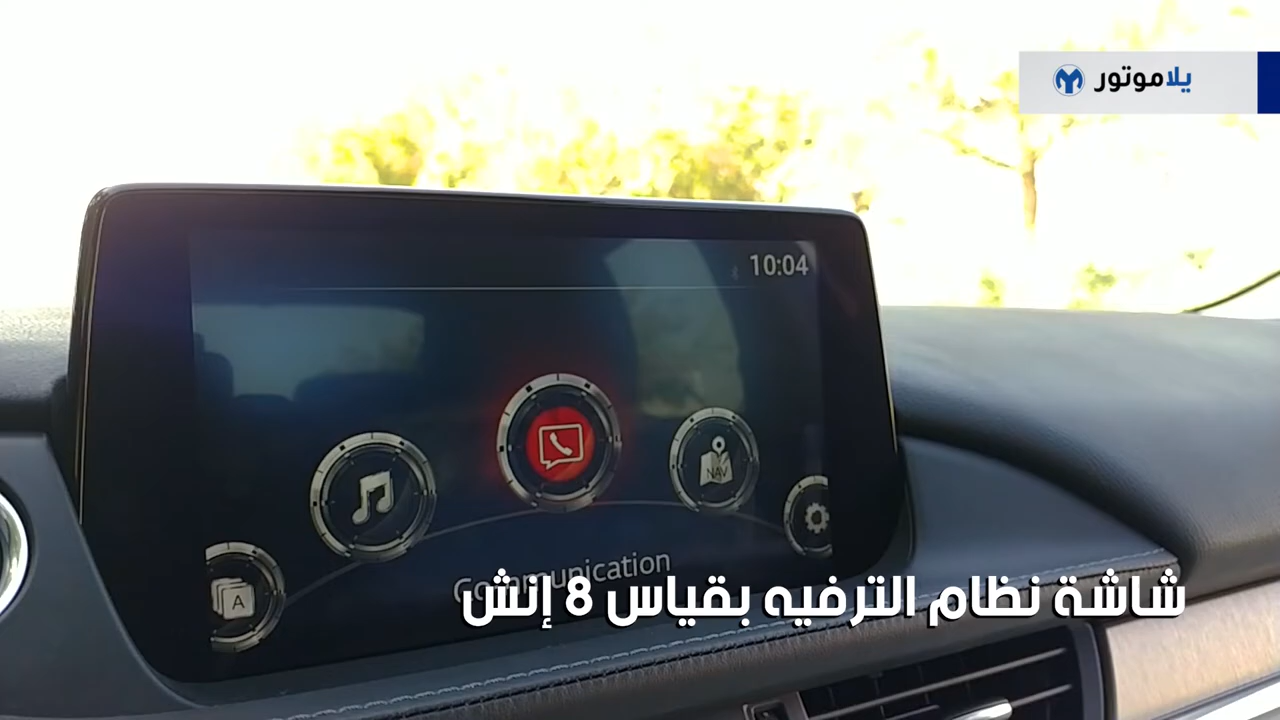 يلاموتور
10:04
NAV
A
Communication
شاشة نظام الترفيه بقياس 8 إنش